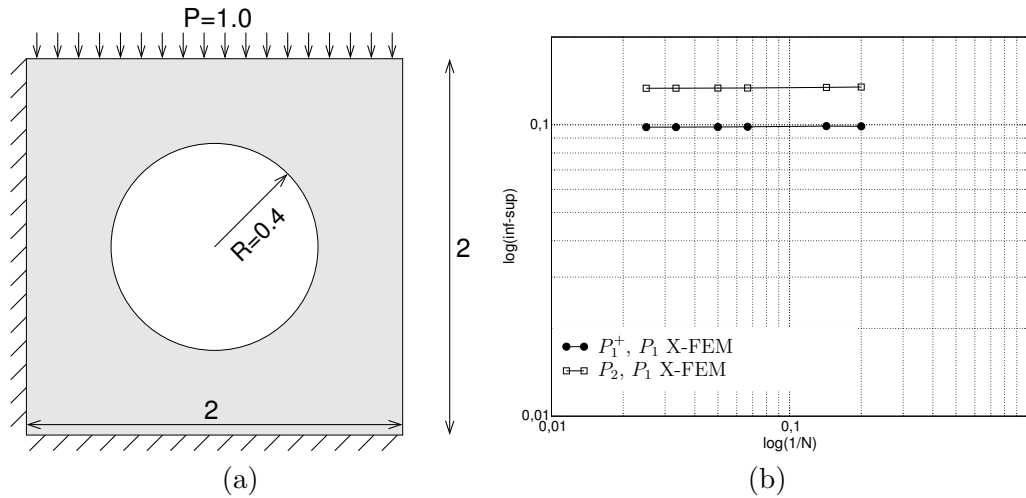 P=1.0
R=0.4
2
2
(a)
log(inf-sup)
0,1
0,01
P₁⁺, P₁ X-FEM
P₂, P₁ X-FEM
0,01
0,1
log(1/N)
(b)